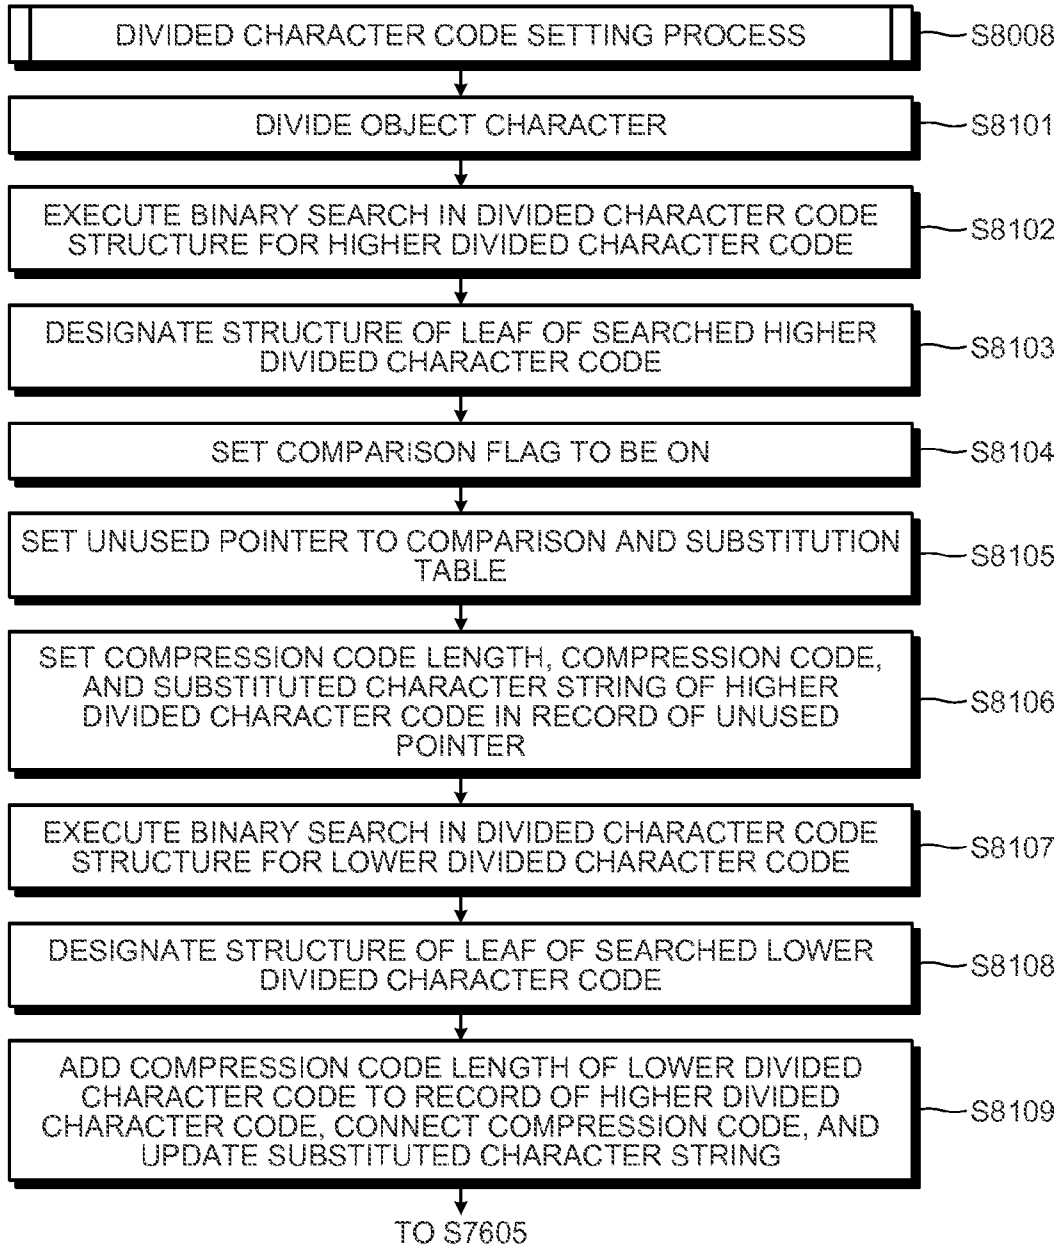 DIVIDED CHARACTER CODE SETTING PROCESS
S8008
DIVIDE OBJECT CHARACTER
S8101
EXECUTE BINARY SEARCH IN DIVIDED CHARACTER CODE
STRUCTURE FOR HIGHER DIVIDED CHARACTER CODE
S8102
DESIGNATE STRUCTURE OF LEAF OF SEARCHED HIGHER
DIVIDED CHARACTER CODE
S8103
SET COMPARISON FLAG TO BE ON
S8104
SET UNUSED POINTER TO COMPARISON AND SUBSTITUTION
TABLE
S8105
SET COMPRESSION CODE LENGTH, COMPRESSION CODE,
AND SUBSTITUTED CHARACTER STRING OF HIGHER
DIVIDED CHARACTER CODE IN RECORD OF UNUSED
POINTER
S8106
EXECUTE BINARY SEARCH IN DIVIDED CHARACTER CODE
STRUCTURE FOR LOWER DIVIDED CHARACTER CODE
S8107
DESIGNATE STRUCTURE OF LEAF OF SEARCHED LOWER
DIVIDED CHARACTER CODE
S8108
ADD COMPRESSION CODE LENGTH OF LOWER DIVIDED
CHARACTER CODE TO RECORD OF HIGHER DIVIDED
CHARACTER CODE, CONNECT COMPRESSION CODE, AND
UPDATE SUBSTITUTED CHARACTER STRING
S8109
TO S7605